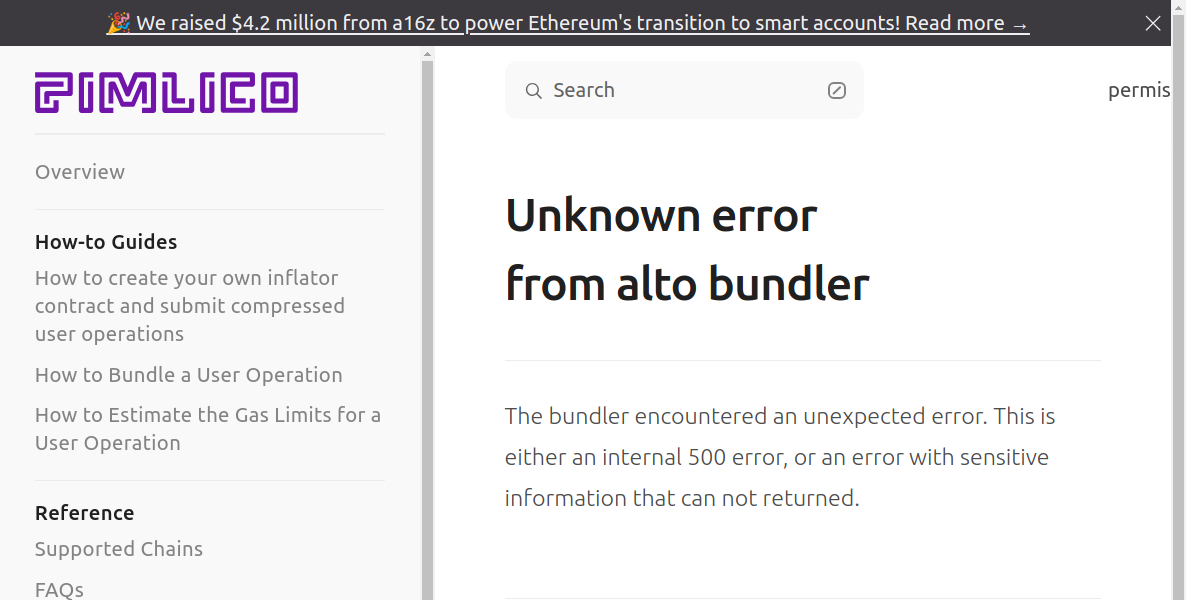 🎉 We raised $4.2 million from a16z to power Ethereum's transition to smart accounts! Read more →
PIMLICO
Overview
How-to Guides
How to create your own inflator
contract and submit compressed
user operations
How to Bundle a User Operation
How to Estimate the Gas Limits for a
User Operation
Reference
Supported Chains
FAQs
Search
permis
Unknown error
from alto bundler
The bundler encountered an unexpected error. This is
either an internal 500 error, or an error with sensitive
information that can not returned.